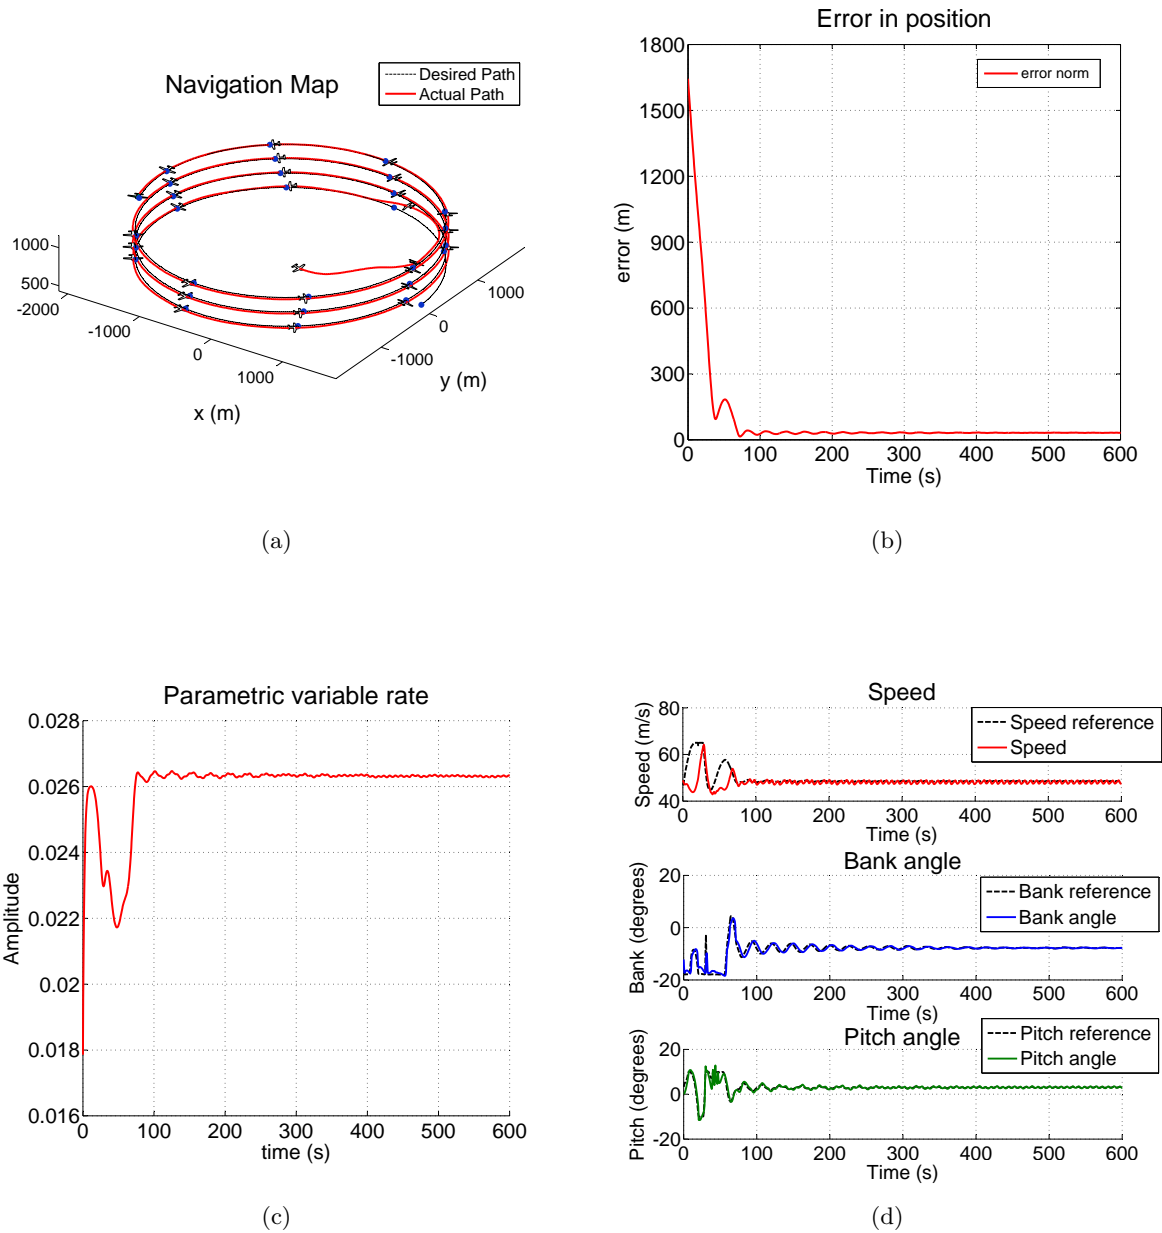 Navigation Map
Desired Path
Actual Path
1000
500
-2000
-1000
0
1000
x (m)
-1000
0
1000
y (m)
(a)
Error in position
error norm
1800
1500
1200
900
600
300
0
error (m)
0 100 200 300 400 500 600
Time (s)
(b)
Parametric variable rate
0.028
0.026
0.024
0.022
0.02
0.018
0.016
Amplitude
0 100 200 300 400 500 600
time (s)
(c)
Speed
Speed reference
Speed
80
60
40
Speed (m/s)
0 100 200 300 400 500 600
Time (s)
Bank angle
Bank reference
Bank angle
20
0
-20
Bank (degrees)
0 100 200 300 400 500 600
Time (s)
Pitch angle
Pitch reference
Pitch angle
20
0
-20
Pitch (degrees)
0 100 200 300 400 500 600
Time (s)
(d)